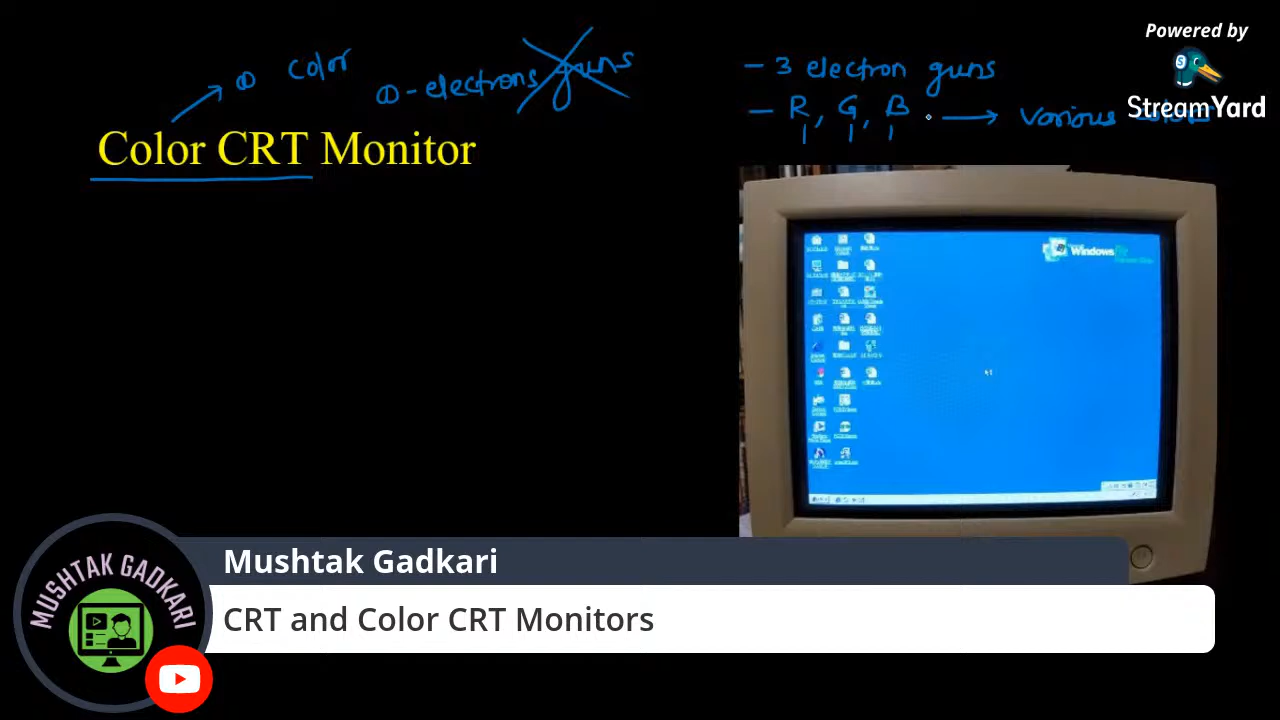 Powered by
StreamYard
① color
①-electrons guns
- 3 electron guns
- R, G, B → various
Color CRT Monitor
Windows
MUSHTAK GADKARI
Mushtak Gadkari
CRT and Color CRT Monitors